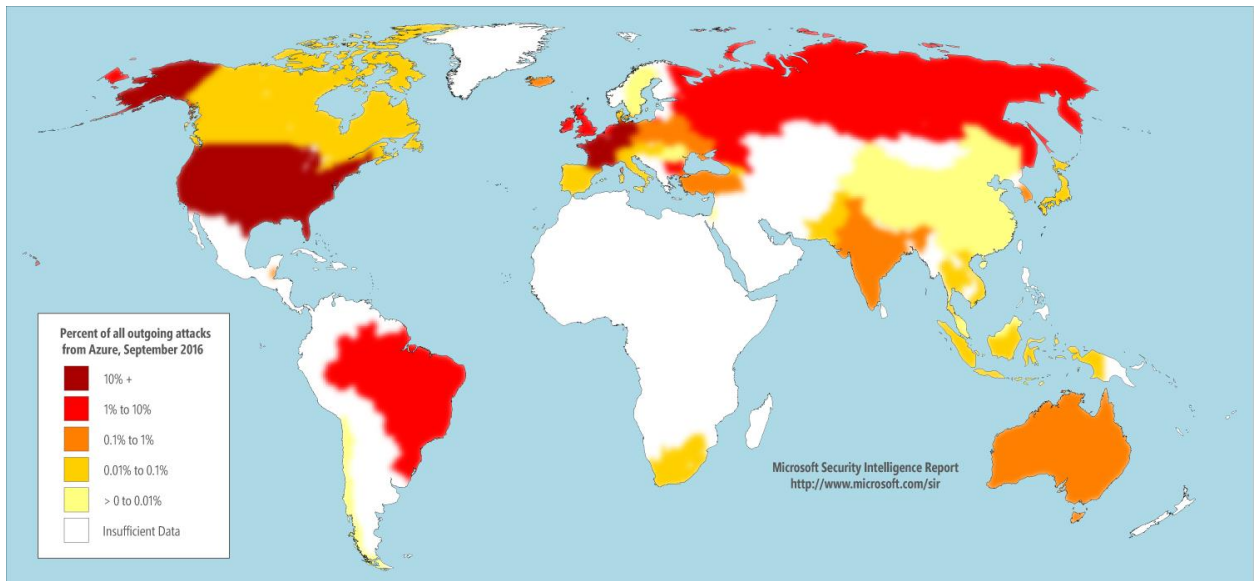 Percent of all outgoing attacks
from Azure, September 2016
10% +
1% to 10%
0.1% to 1%
0.01% to 0.1%
> 0 to 0.01%
Insufficient Data
Microsoft Security Intelligence Report
http://www.microsoft.com/sir